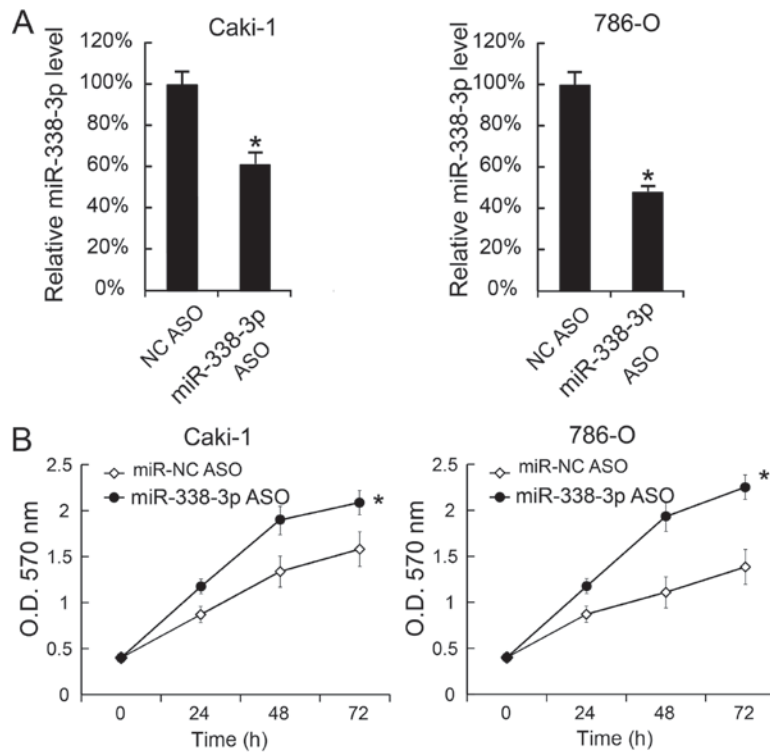 A
Caki-1
786-O
Relative miR-338-3p level
120%
100%
80%
60%
40%
20%
0%
*
NC ASO
miR-338-3p
ASO
Relative miR-338-3p level
120%
100%
80%
60%
40%
20%
0%
*
NC ASO
miR-338-3p
ASO
B
Caki-1
O.D. 570 nm
2.5
2
1.5
1
0.5
0
miR-NC ASO
miR-338-3p ASO
*
0 24 48 72
Time (h)
786-O
O.D. 570 nm
2.5
2
1.5
1
0.5
0
miR-NC ASO
miR-338-3p ASO
*
0 24 48 72
Time (h)